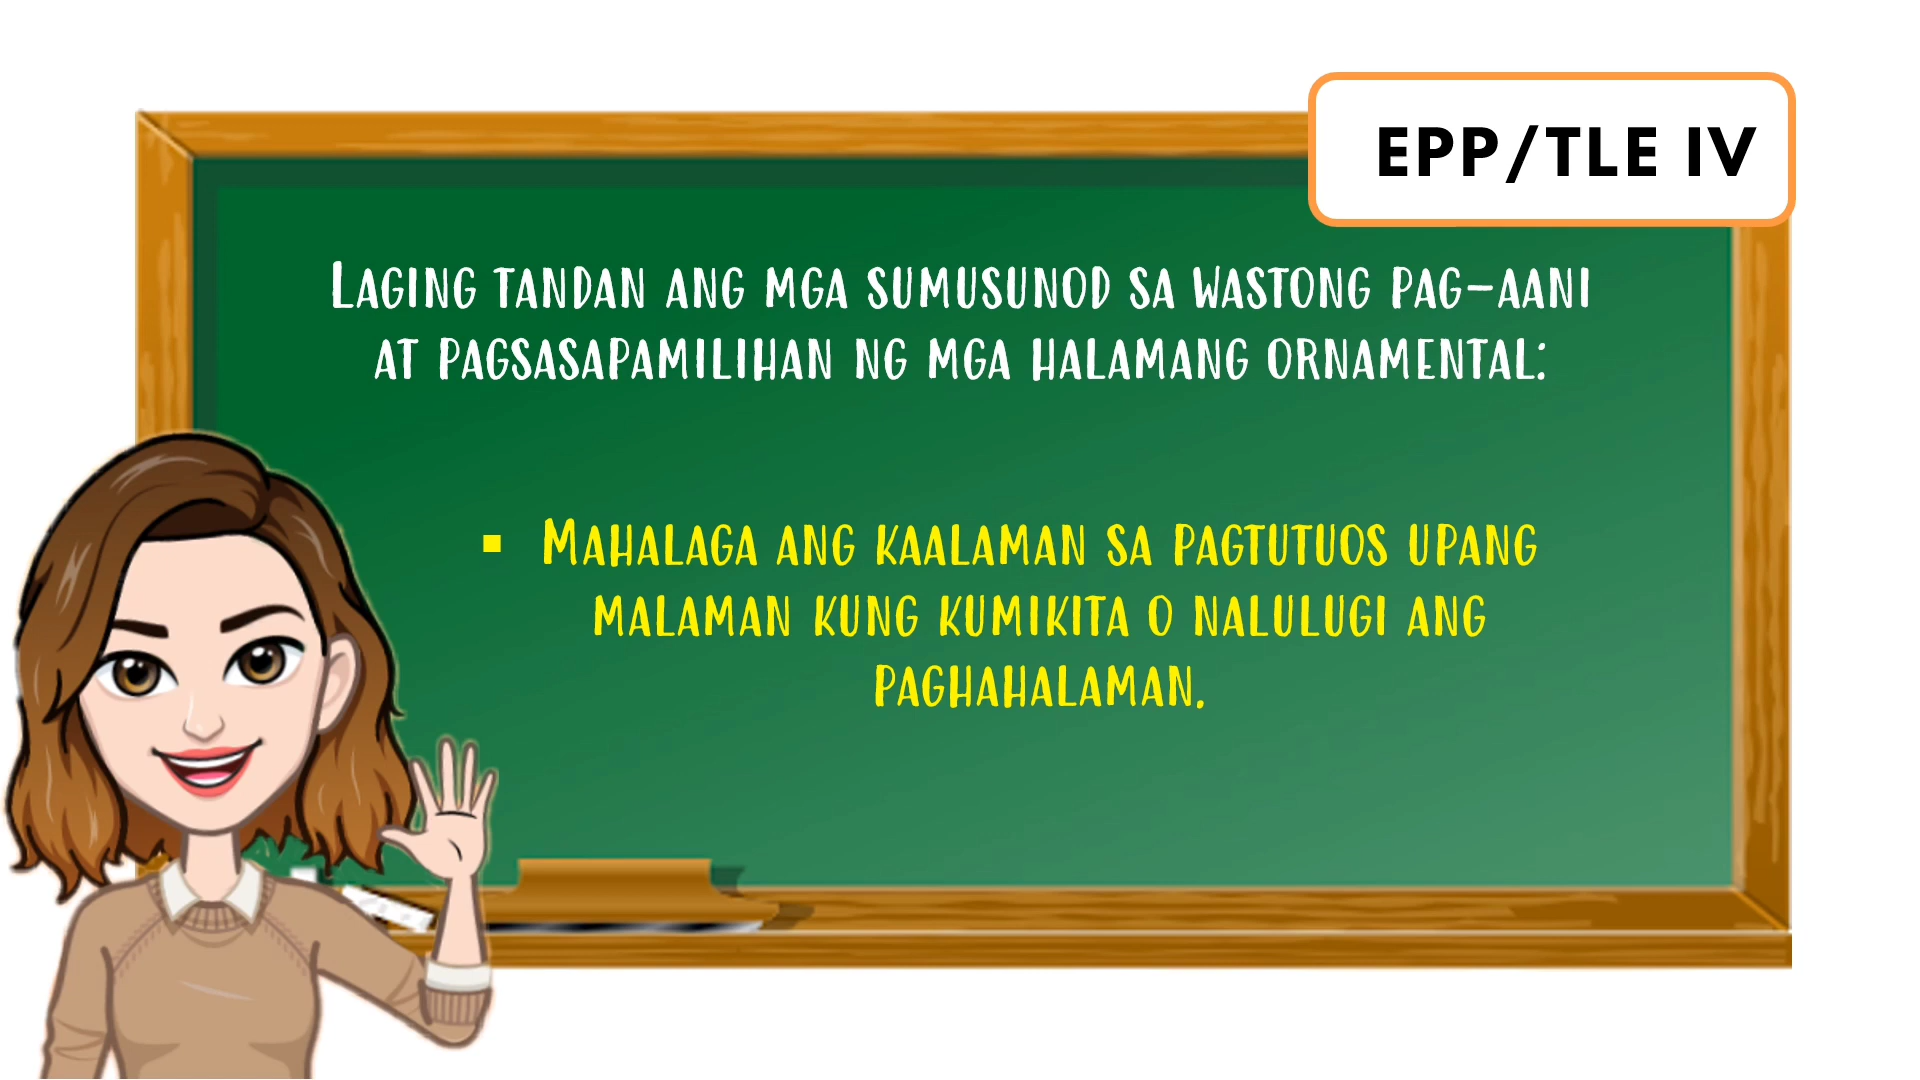 EPP/TLE IV
Laging tandan ang mga sumusunod sa wastong pag-aani
at pagsasapamilihan ng mga halamang ornamental:
▪ Mahalaga ang kaalaman sa pagtutuos upang
malaman kung kumikita o nalulugi ang
paghahalaman.